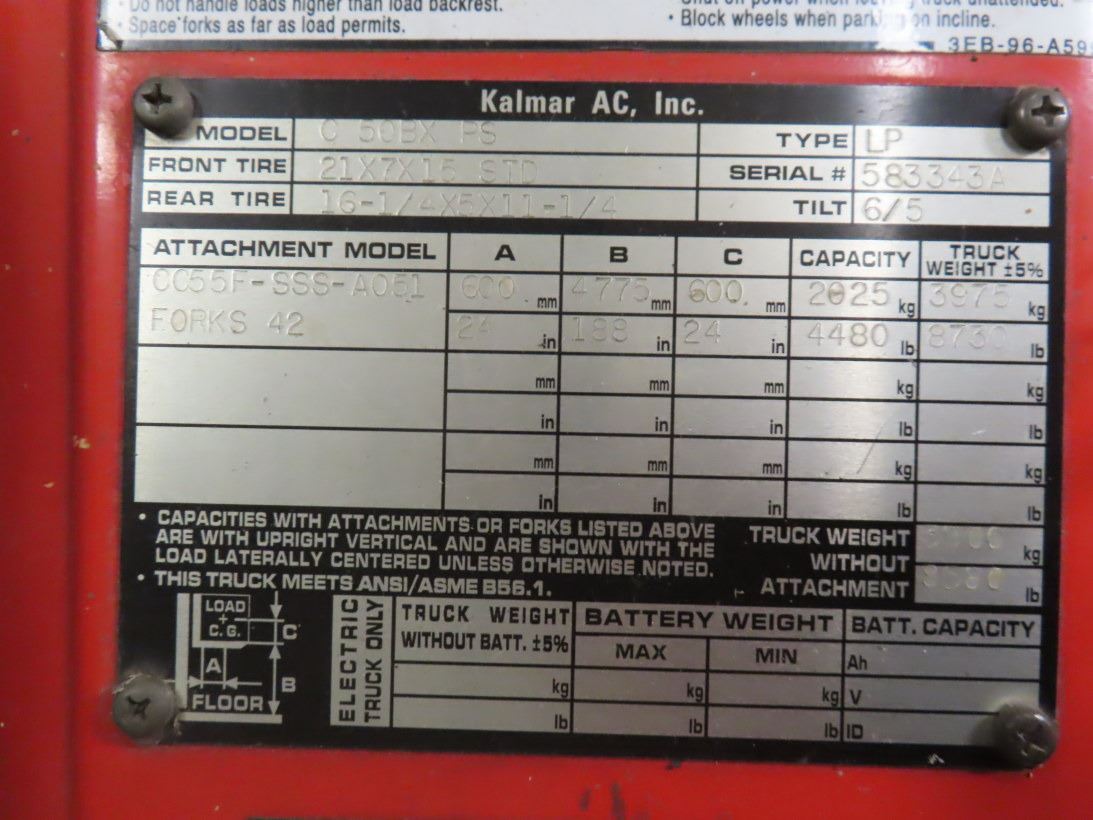 · Do not handle loads higher than load backrest.
· Space forks as far as load permits.
truck unattended.
· Block wheels when parking on incline.
3EB-96-A59
Kalmar AC, Inc.
MODEL C 50BX PS TYPE LP
FRONT TIRE 21X7X15 STD SERIAL # 583343A
REAR TIRE 16-1/4X5X11-1/4 TILT 6/5
ATTACHMENT MODEL A B C CAPACITY TRUCK WEIGHT ±5%
CC55F-SSS-A051 600 mm 4775 mm 600 mm 2025 kg 3975 kg
FORKS 42 24 in 188 in 24 in 4480 lb 8730 lb
mm mm mm kg kg
in in in lb lb
mm mm mm kg kg
in in in lb lb
• CAPACITIES WITH ATTACHMENTS OR FORKS LISTED ABOVE
ARE WITH UPRIGHT VERTICAL AND ARE SHOWN WITH THE
LOAD LATERALLY CENTERED UNLESS OTHERWISE NOTED.
• THIS TRUCK MEETS ANSI/ASME B56.1.
TRUCK WEIGHT kg
WITHOUT
ATTACHMENT lb
LOAD
C.G. C
A
B
FLOOR
ELECTRIC
TRUCK ONLY
TRUCK WEIGHT
WITHOUT BATT. ±5%
kg
lb
BATTERY WEIGHT
MAX MIN
kg kg
lb lb
BATT. CAPACITY
Ah
V
ID